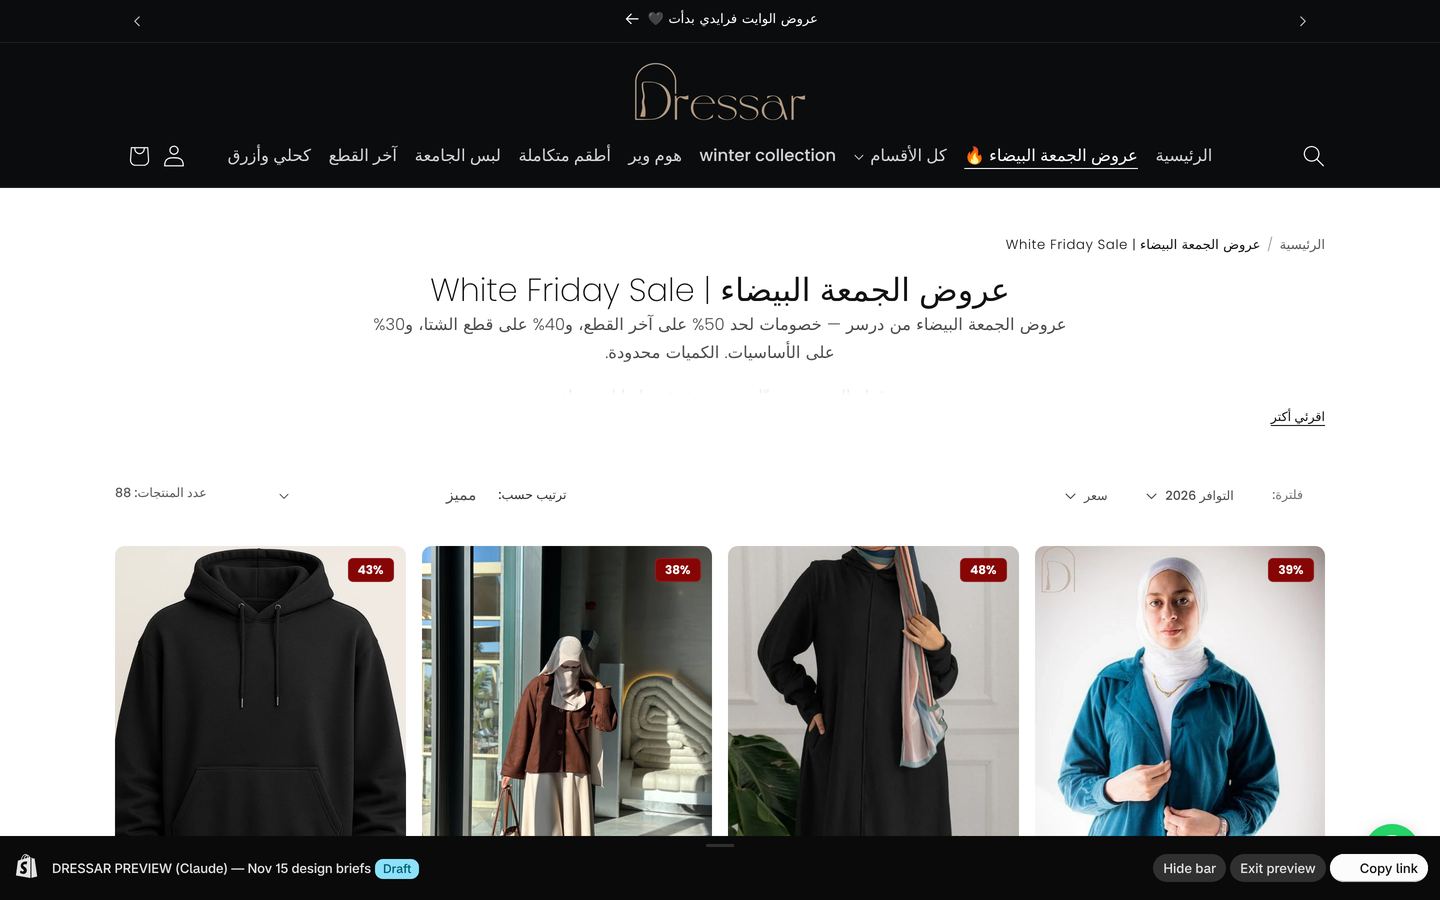 عروض الوايت فرايدي بدأت 🖤 ←
Dressar
الرئيسية
عروض الجمعة البيضاء 🔥
كل الأقسام
winter collection
هوم وير
أطقم متكاملة
لبس الجامعة
آخر القطع
كحلي وأزرق
الرئيسية / عروض الجمعة البيضاء | White Friday Sale
عروض الجمعة البيضاء | White Friday Sale
عروض الجمعة البيضاء من درسر — خصومات لحد 50% على آخر القطع، و40% على قطع الشتا، و30%
على الأساسيات. الكميات محدودة.
اقرئي أكتر
فلترة:
التوافر 2026
سعر
ترتيب حسب:
مميز
عدد المنتجات: 88
39%
48%
38%
43%
D
DRESSAR PREVIEW (Claude) — Nov 15 design briefs
Draft
Hide bar
Exit preview
Copy link